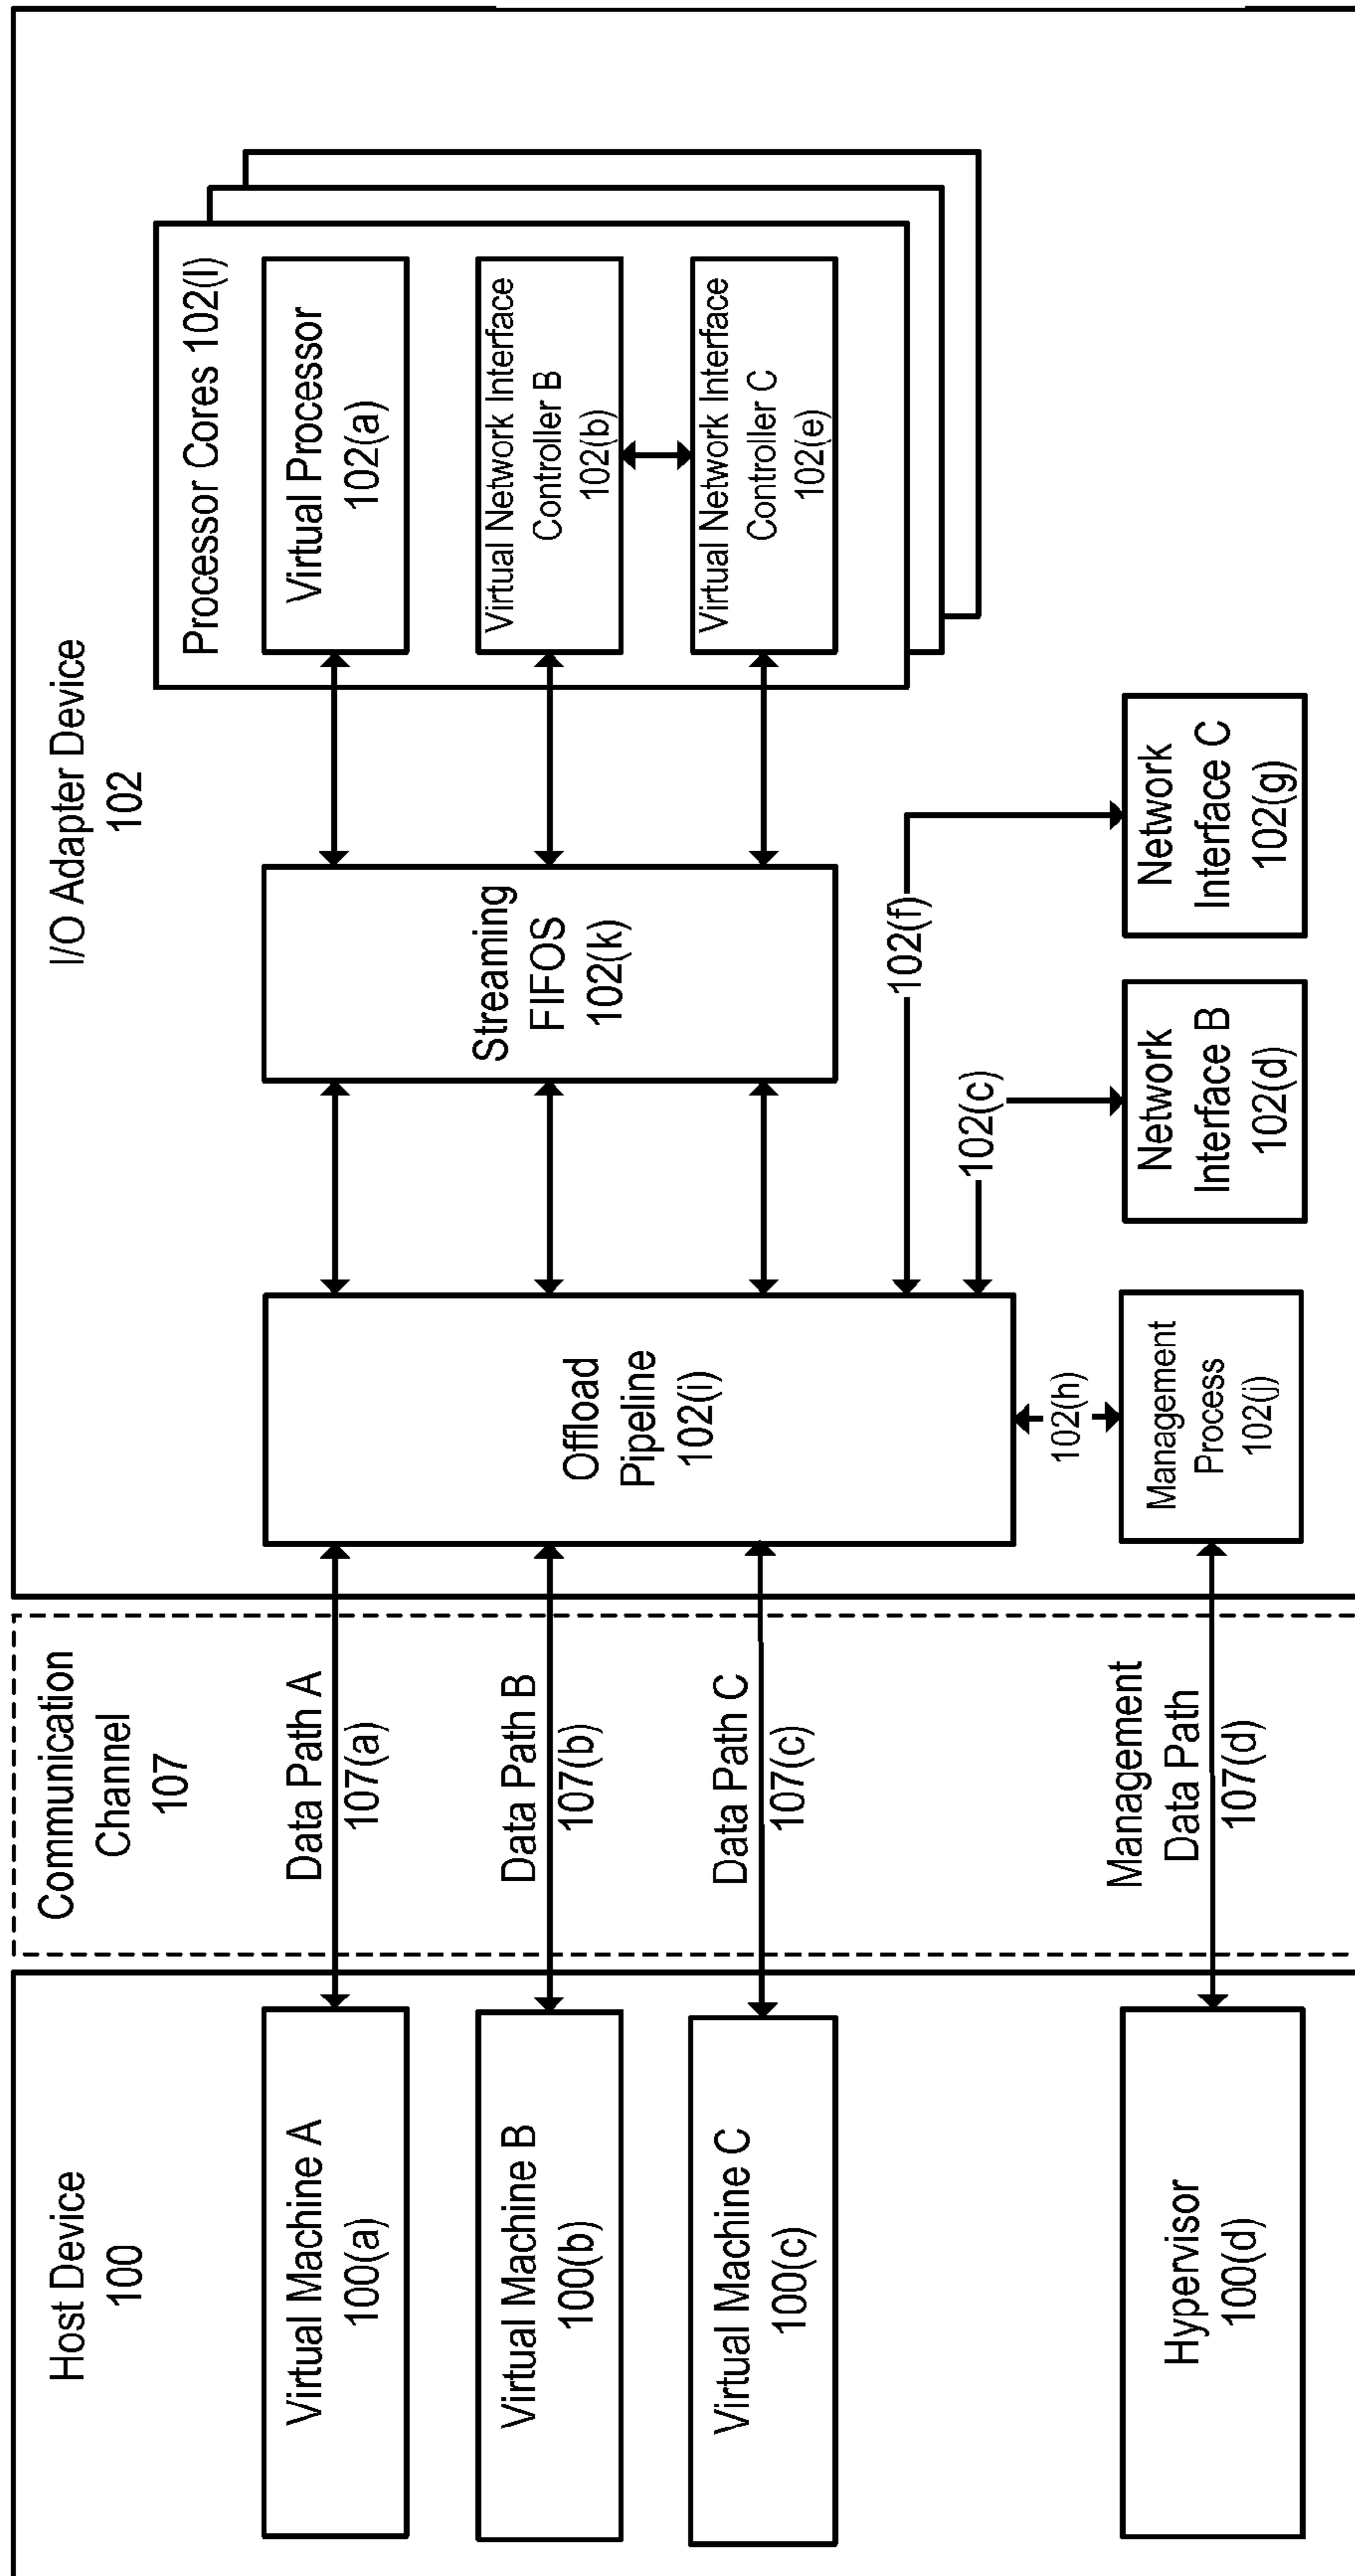 Host Device
100
Virtual Machine A
100(a)
Virtual Machine B
100(b)
Virtual Machine C
100(c)
Hypervisor
100(d)
Communication
Channel
107
Data Path A
107(a)
Data Path B
107(b)
Data Path C
107(c)
Management
Data Path
107(d)
I/O Adapter Device
102
Offload
Pipeline
102(i)
102(h)
Management
Process
102(j)
Streaming
FIFOS
102(k)
102(f)
102(c)
Network
Interface B
102(d)
Network
Interface C
102(g)
Processor Cores 102(l)
Virtual Processor
102(a)
Virtual Network Interface
Controller B
102(b)
Virtual Network Interface
Controller C
102(e)